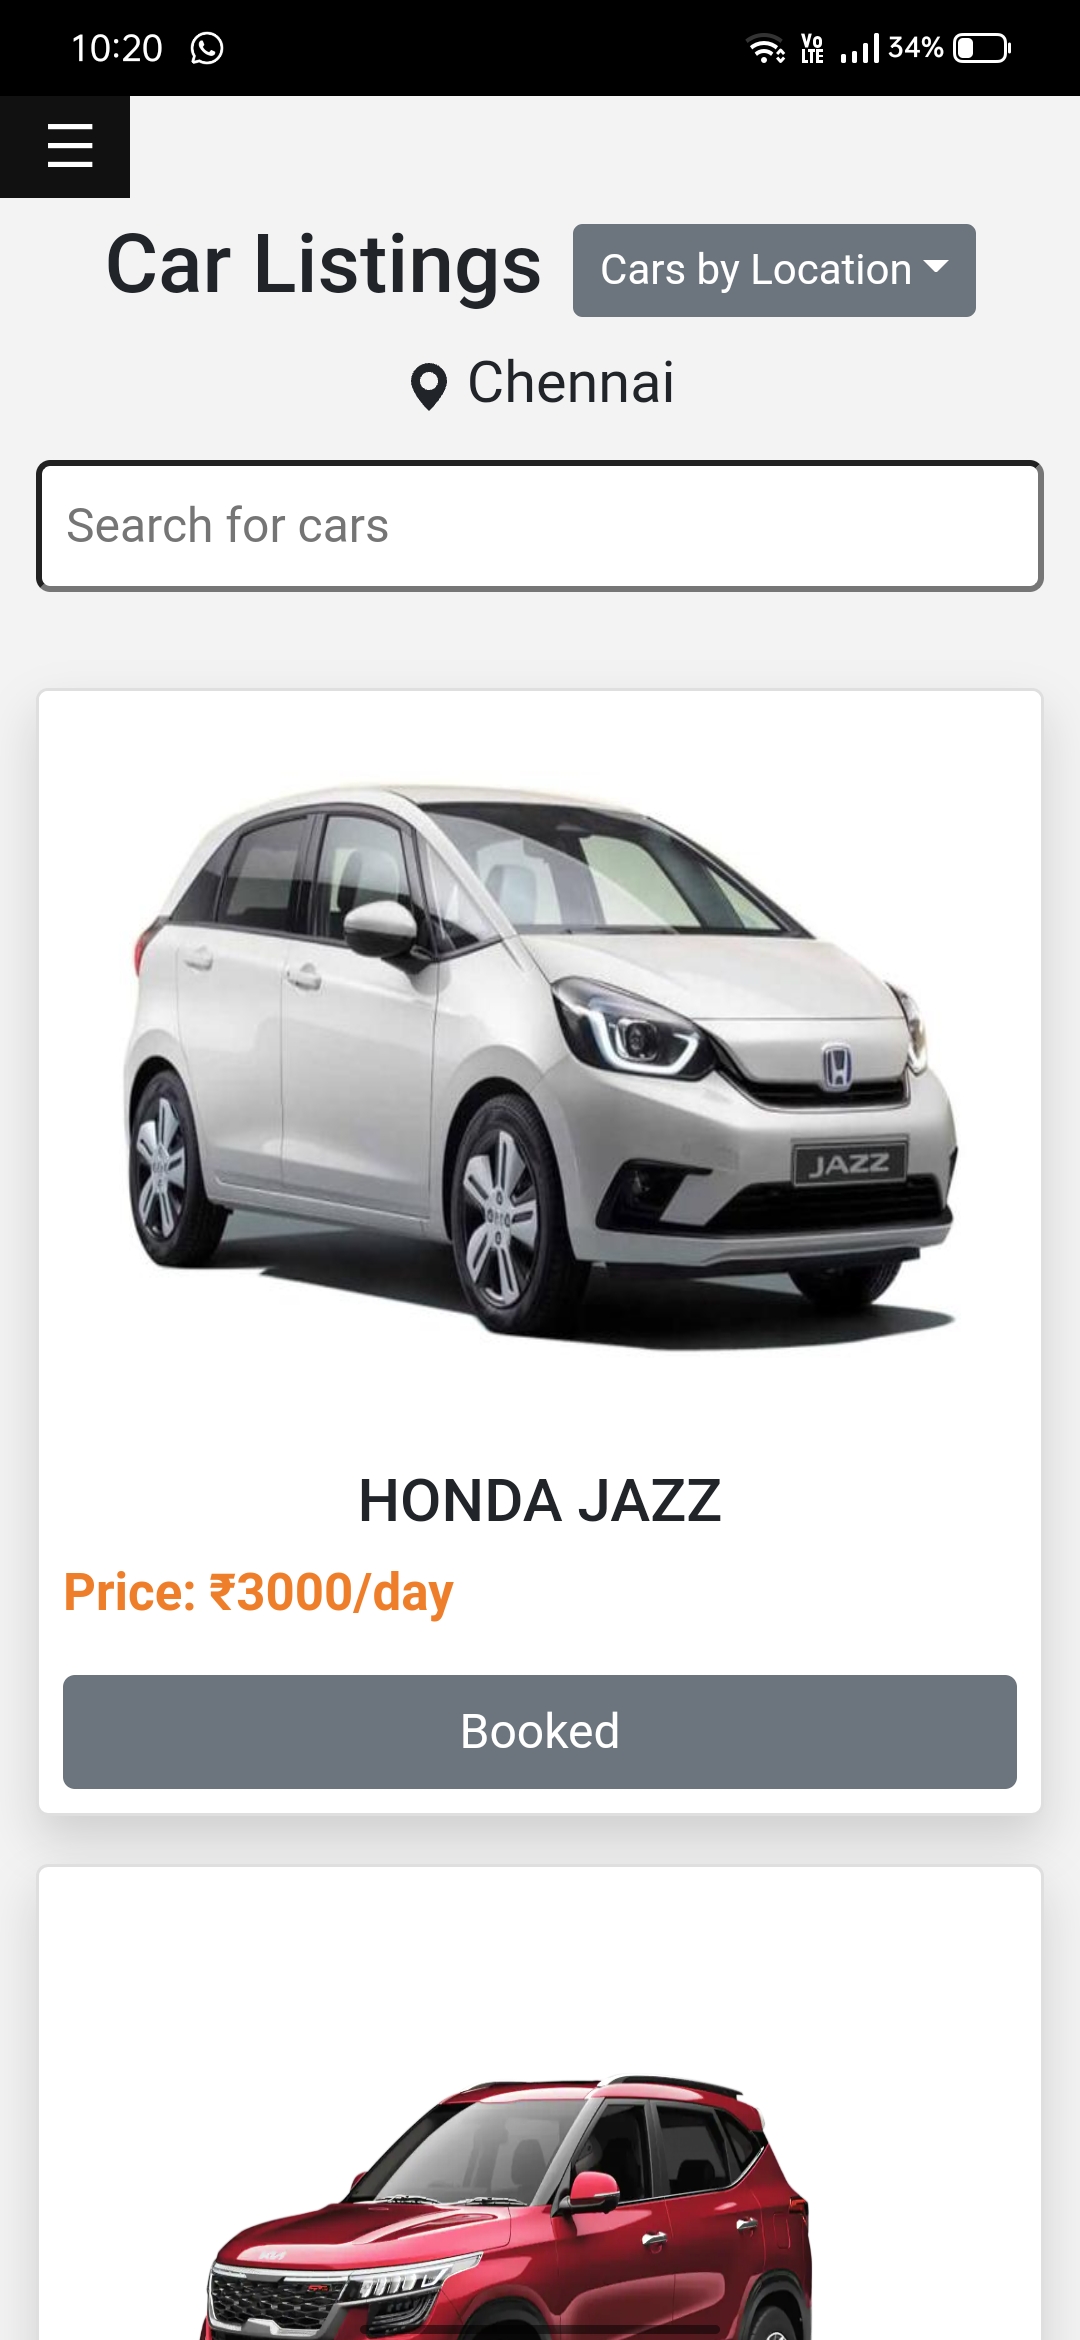 10:20 Vo LTE 34%
Car Listings Cars by Location
Chennai
Search for cars
JAZZ
HONDA JAZZ
Price: ₹3000/day
Booked
KIA